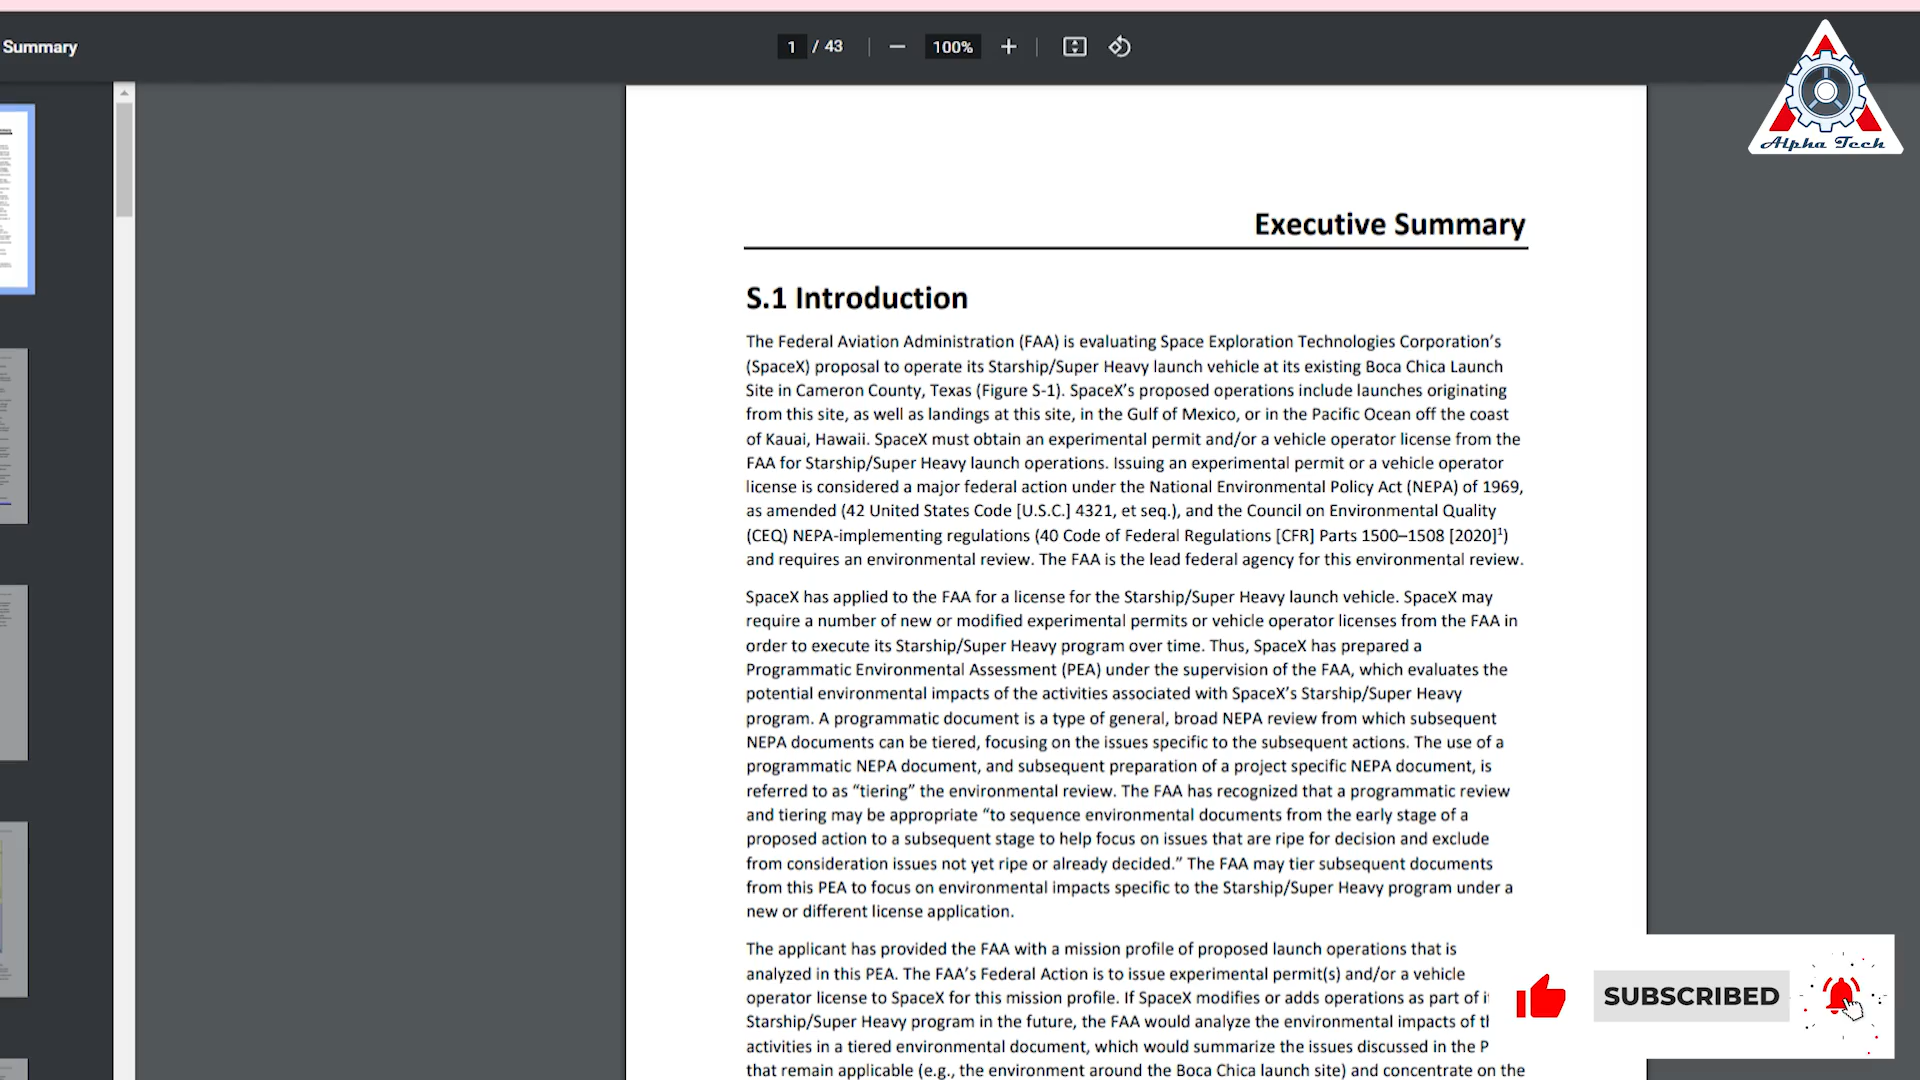 Summary
1 / 43
100%
Alpha Tech
Executive Summary
S.1 Introduction
The Federal Aviation Administration (FAA) is evaluating Space Exploration Technologies Corporation’s
(SpaceX) proposal to operate its Starship/Super Heavy launch vehicle at its existing Boca Chica Launch
Site in Cameron County, Texas (Figure S-1). SpaceX’s proposed operations include launches originating
from this site, as well as landings at this site, in the Gulf of Mexico, or in the Pacific Ocean off the coast
of Kauai, Hawaii. SpaceX must obtain an experimental permit and/or a vehicle operator license from the
FAA for Starship/Super Heavy launch operations. Issuing an experimental permit or a vehicle operator
license is considered a major federal action under the National Environmental Policy Act (NEPA) of 1969,
as amended (42 United States Code [U.S.C.] 4321, et seq.), and the Council on Environmental Quality
(CEQ) NEPA-implementing regulations (40 Code of Federal Regulations [CFR] Parts 1500–1508 [2020]¹)
and requires an environmental review. The FAA is the lead federal agency for this environmental review.
SpaceX has applied to the FAA for a license for the Starship/Super Heavy launch vehicle. SpaceX may
require a number of new or modified experimental permits or vehicle operator licenses from the FAA in
order to execute its Starship/Super Heavy program over time. Thus, SpaceX has prepared a
Programmatic Environmental Assessment (PEA) under the supervision of the FAA, which evaluates the
potential environmental impacts of the activities associated with SpaceX’s Starship/Super Heavy
program. A programmatic document is a type of general, broad NEPA review from which subsequent
NEPA documents can be tiered, focusing on the issues specific to the subsequent actions. The use of a
programmatic NEPA document, and subsequent preparation of a project specific NEPA document, is
referred to as “tiering” the environmental review. The FAA has recognized that a programmatic review
and tiering may be appropriate “to sequence environmental documents from the early stage of a
proposed action to a subsequent stage to help focus on issues that are ripe for decision and exclude
from consideration issues not yet ripe or already decided.” The FAA may tier subsequent documents
from this PEA to focus on environmental impacts specific to the Starship/Super Heavy program under a
new or different license application.
The applicant has provided the FAA with a mission profile of proposed launch operations that is
analyzed in this PEA. The FAA’s Federal Action is to issue experimental permit(s) and/or a vehicle
operator license to SpaceX for this mission profile. If SpaceX modifies or adds operations as part of
Starship/Super Heavy program in the future, the FAA would analyze the environmental impacts of
activities in a tiered environmental document, which would summarize the issues discussed in the
that remain applicable (e.g., the environment around the Boca Chica launch site) and concentrate on the
SUBSCRIBED